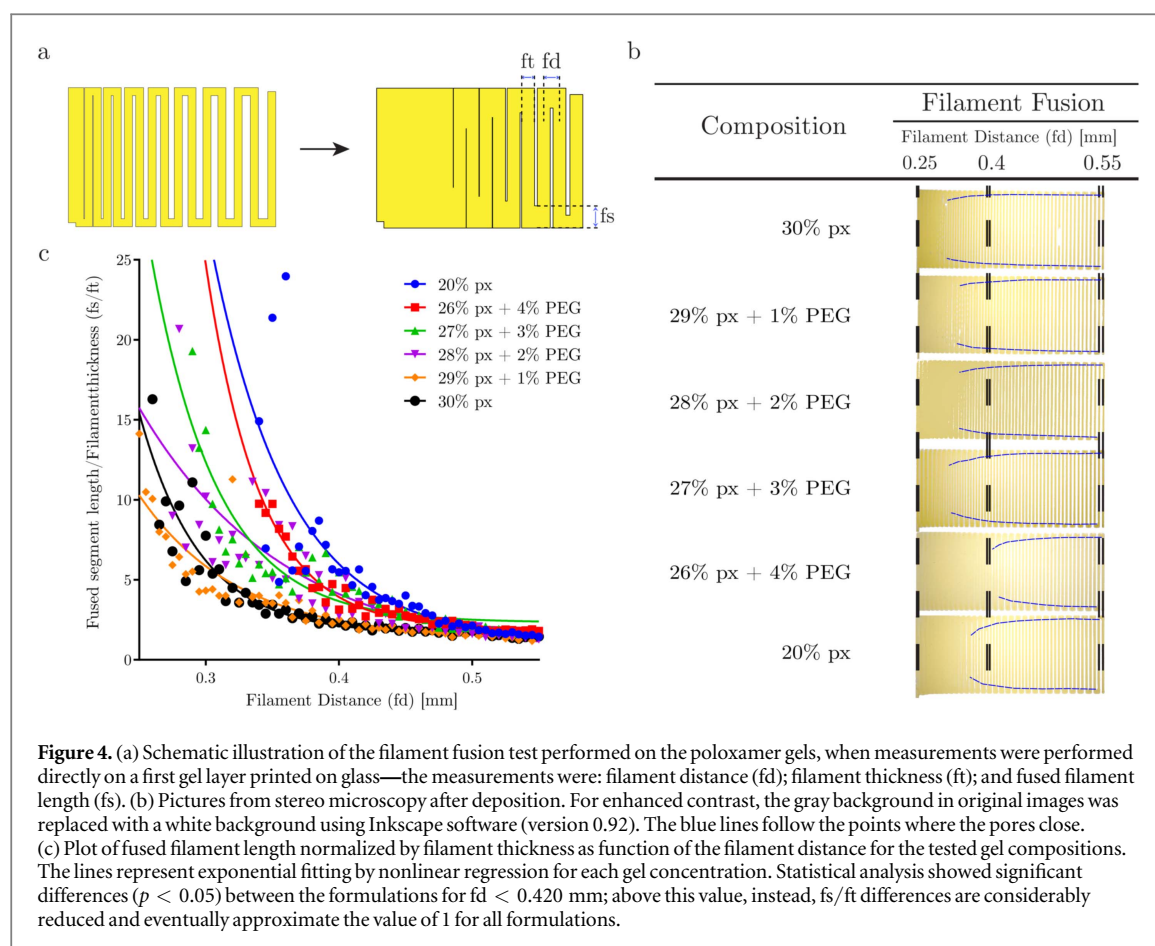 a
ft fd
fs
b
Composition
Filament Fusion
Filament Distance (fd) [mm]
0.25 0.4 0.55
30% px
29% px + 1% PEG
28% px + 2% PEG
27% px + 3% PEG
26% px + 4% PEG
20% px
c
Fused segment length/Filamentthickness (fs/ft)
25
20
15
10
5
0
0.3 0.4 0.5
Filament Distance (fd) [mm]
20% px
26% px + 4% PEG
27% px + 3% PEG
28% px + 2% PEG
29% px + 1% PEG
30% px
Figure 4. (a) Schematic illustration of the filament fusion test performed on the poloxamer gels, when measurements were performed
directly on a first gel layer printed on glass—the measurements were: filament distance (fd); filament thickness (ft); and fused filament
length (fs). (b) Pictures from stereo microscopy after deposition. For enhanced contrast, the gray background in original images was
replaced with a white background using Inkscape software (version 0.92). The blue lines follow the points where the pores close.
(c) Plot of fused filament length normalized by filament thickness as function of the filament distance for the tested gel compositions.
The lines represent exponential fitting by nonlinear regression for each gel concentration. Statistical analysis showed significant
differences (p < 0.05) between the formulations for fd < 0.420 mm; above this value, instead, fs/ft differences are considerably
reduced and eventually approximate the value of 1 for all formulations.